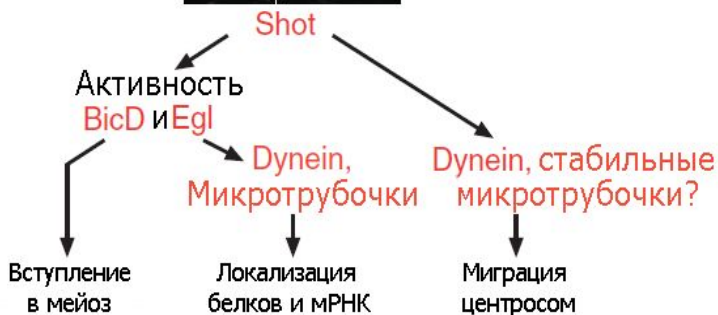 Shot
Активность
BicD и Egl
Dynein,
Микротрубочки
Dynein, стабильные
микротрубочки?
Вступление
в мейоз
Локализация
белков и мРНК
Миграция
центросом